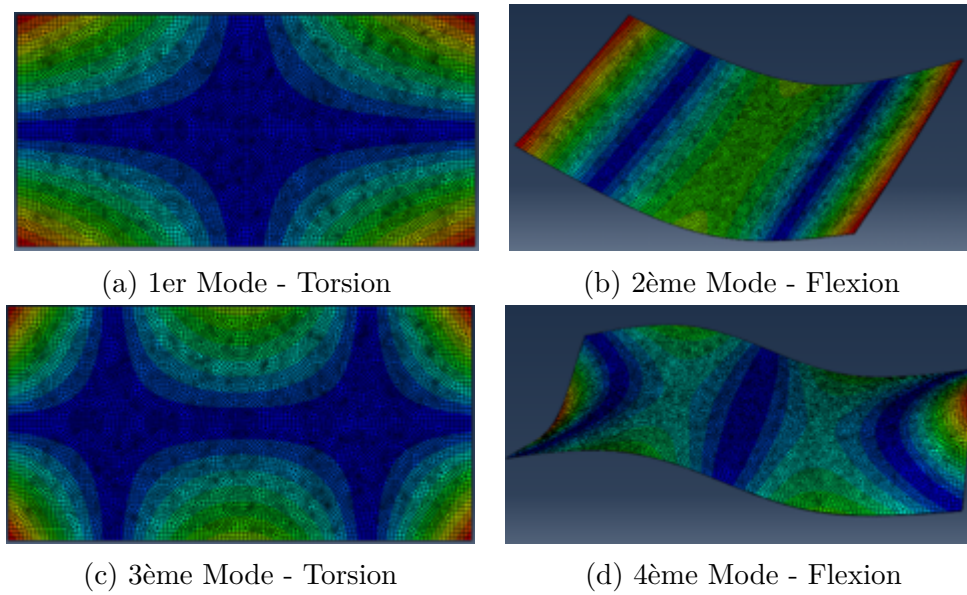 (a) 1er Mode - Torsion
(b) 2ème Mode - Flexion
(c) 3ème Mode - Torsion
(d) 4ème Mode - Flexion